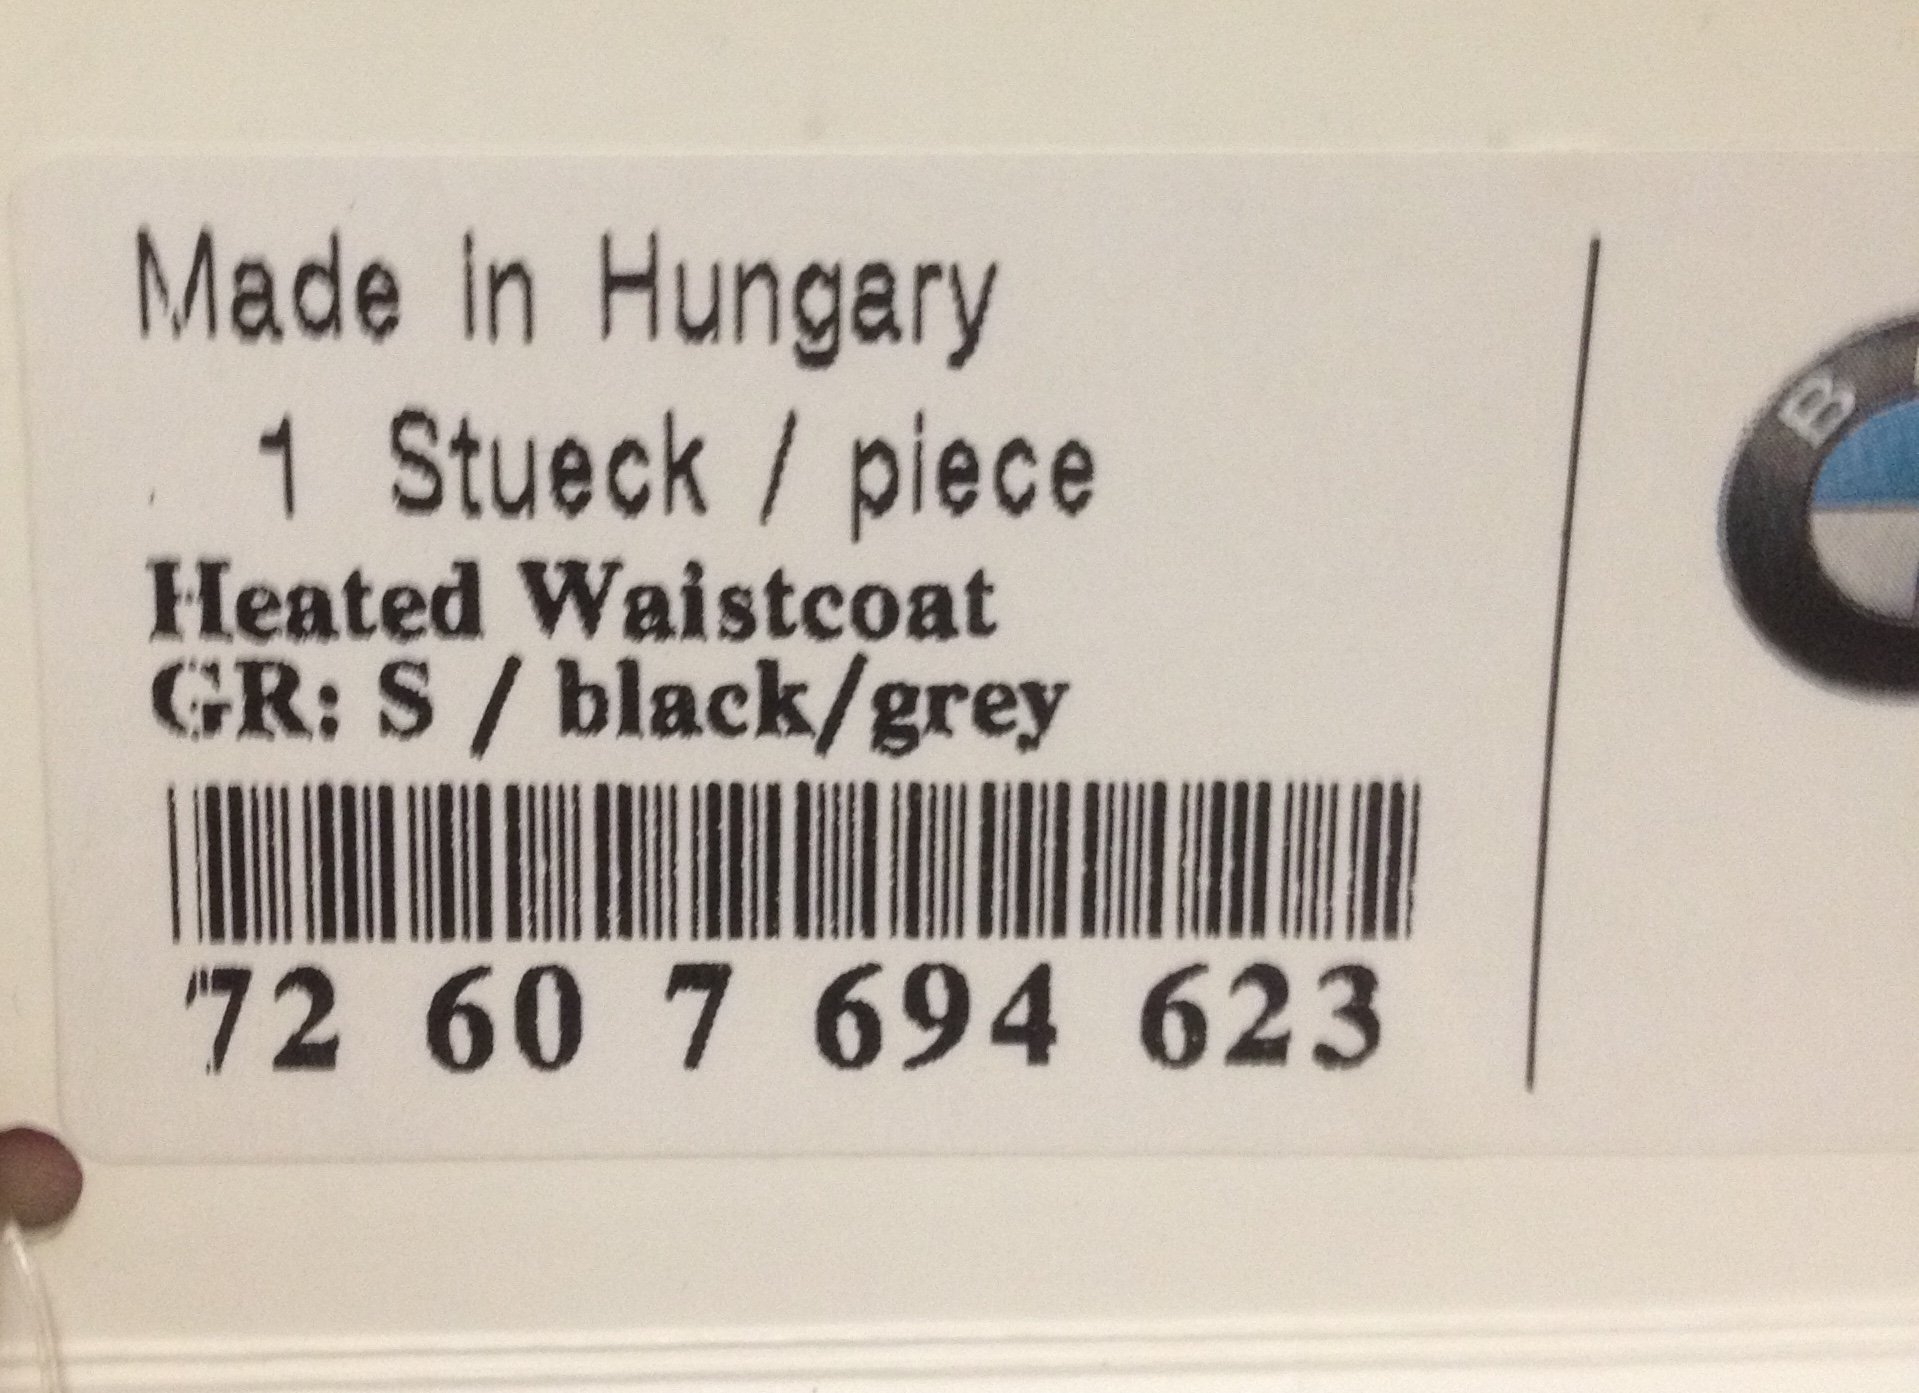 Made in Hungary
1 Stueck / piece
Heated Waistcoat
GR: S / black/grey
72 60 7 694 623
B